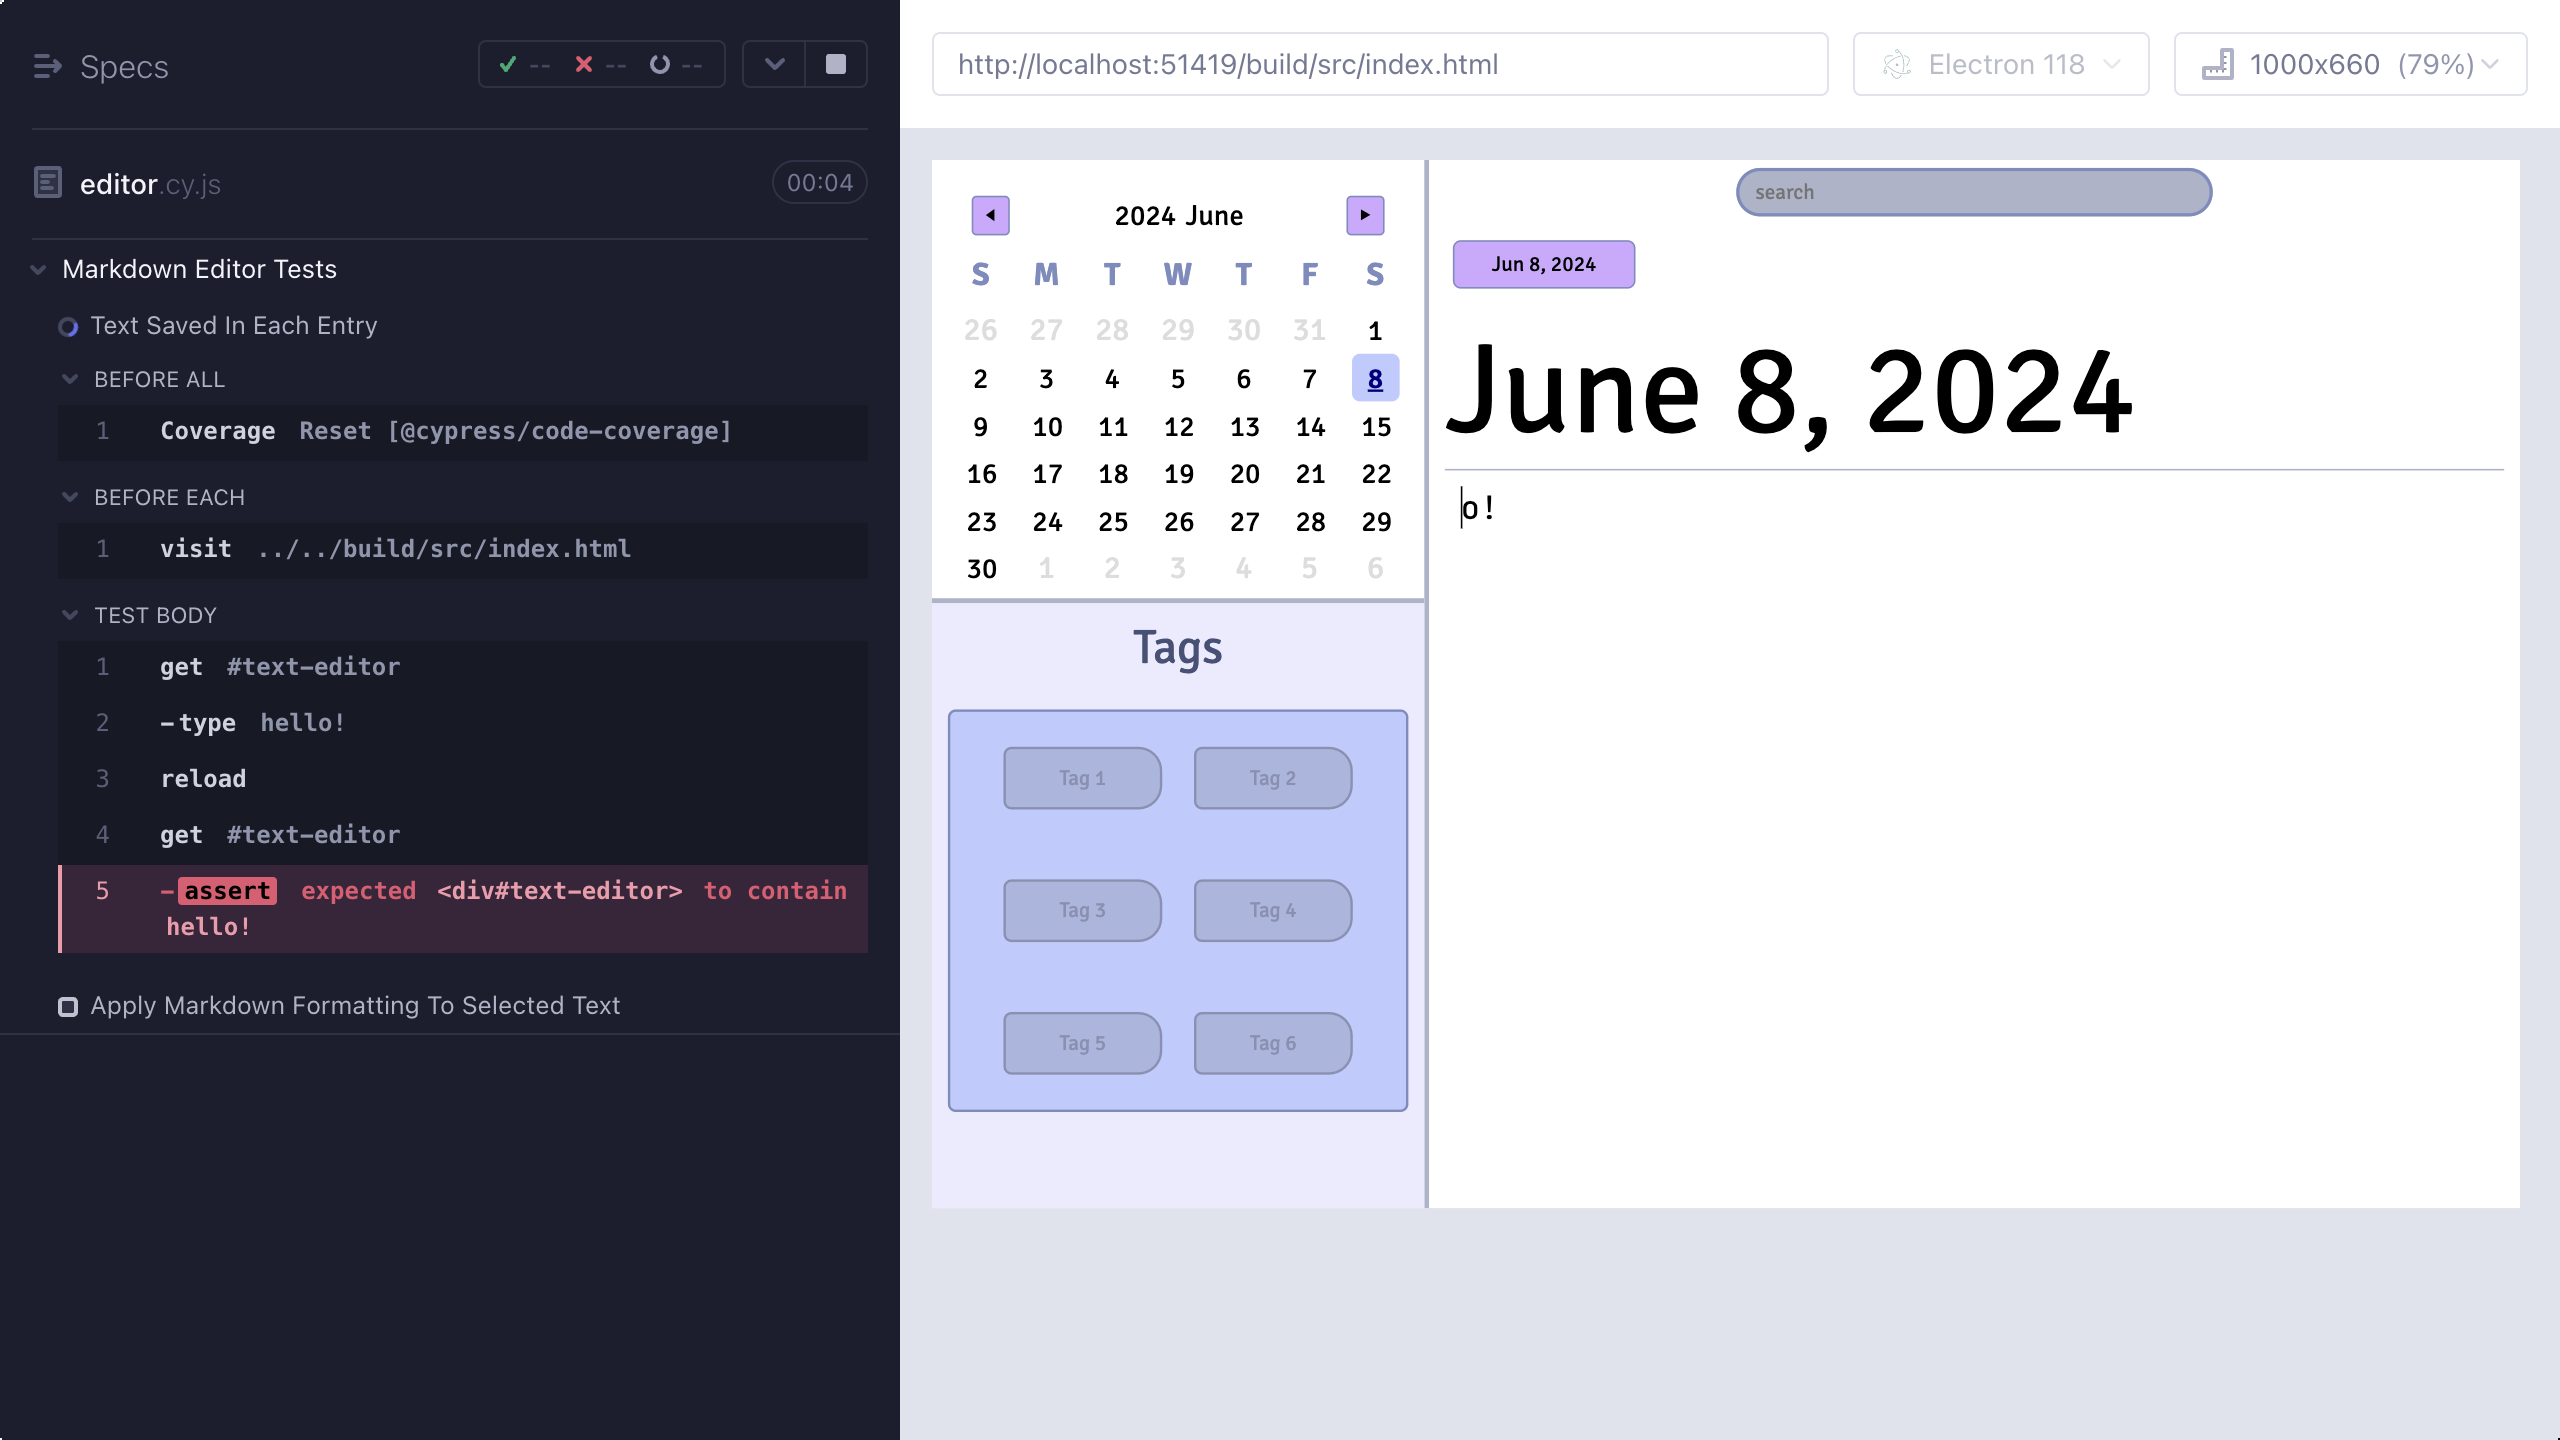 Specs
-- -- --
editor.cy.js
00:04
Markdown Editor Tests
Text Saved In Each Entry
BEFORE ALL
1 Coverage Reset [@cypress/code-coverage]
BEFORE EACH
1 visit ../../build/src/index.html
TEST BODY
1 get #text-editor
2 -type hello!
3 reload
4 get #text-editor
5 -assert expected <div#text-editor> to contain
hello!
Apply Markdown Formatting To Selected Text
http://localhost:51419/build/src/index.html
Electron 118
1000x660 (79%)
2024 June
S M T W T F S
26 27 28 29 30 31 1
2 3 4 5 6 7 8
9 10 11 12 13 14 15
16 17 18 19 20 21 22
23 24 25 26 27 28 29
30 1 2 3 4 5 6
Tags
Tag 1 Tag 2
Tag 3 Tag 4
Tag 5 Tag 6
search
Jun 8, 2024
June 8, 2024
o!